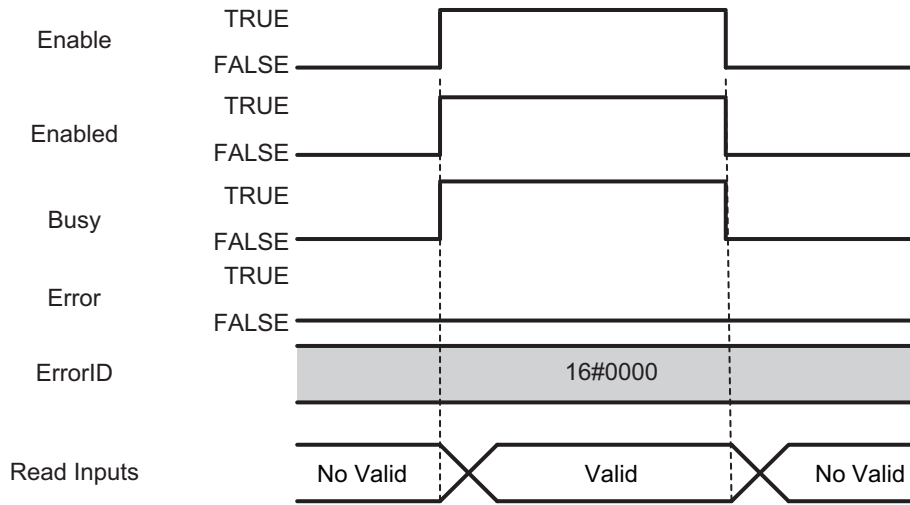 TRUE
Enable
FALSE
TRUE
Enabled
FALSE
TRUE
Busy
FALSE
TRUE
Error
FALSE
ErrorID 16#0000
Read Inputs No Valid Valid No Valid